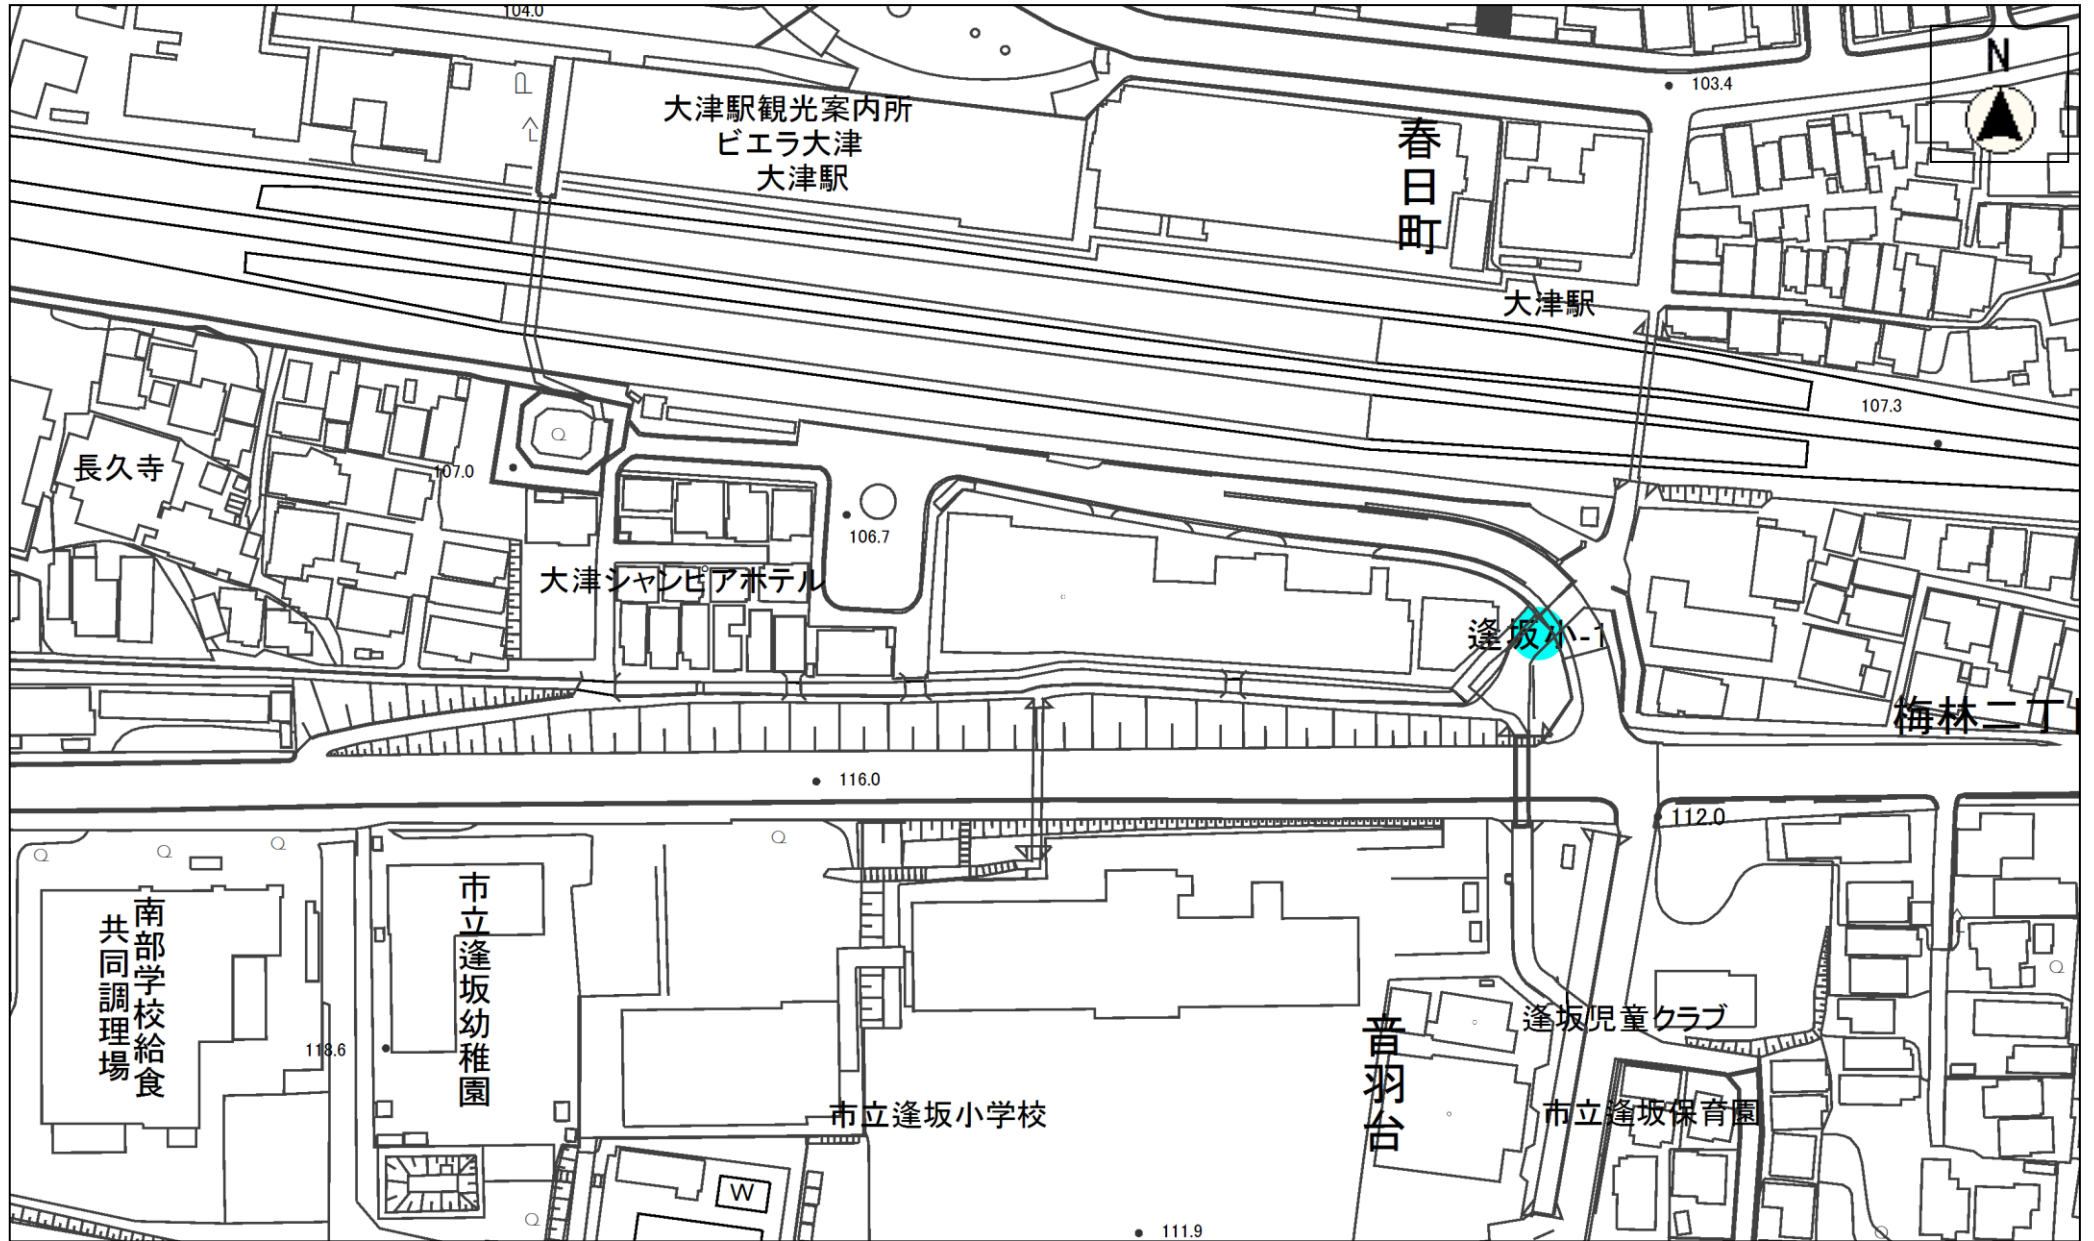 104.0
N
103.4
大津駅観光案内所
ビエラ大津
大津駅
春日町
大津駅
107.3
長久寺
107.0
106.7
大津シャンピアホテル
逢坂小-1
梅林二丁
116.0
112.0
南部学校給食
共同調理場
市立逢坂幼稚園
118.6
音羽台
逢坂児童クラブ
市立逢坂小学校
市立逢坂保育園
W
111.9